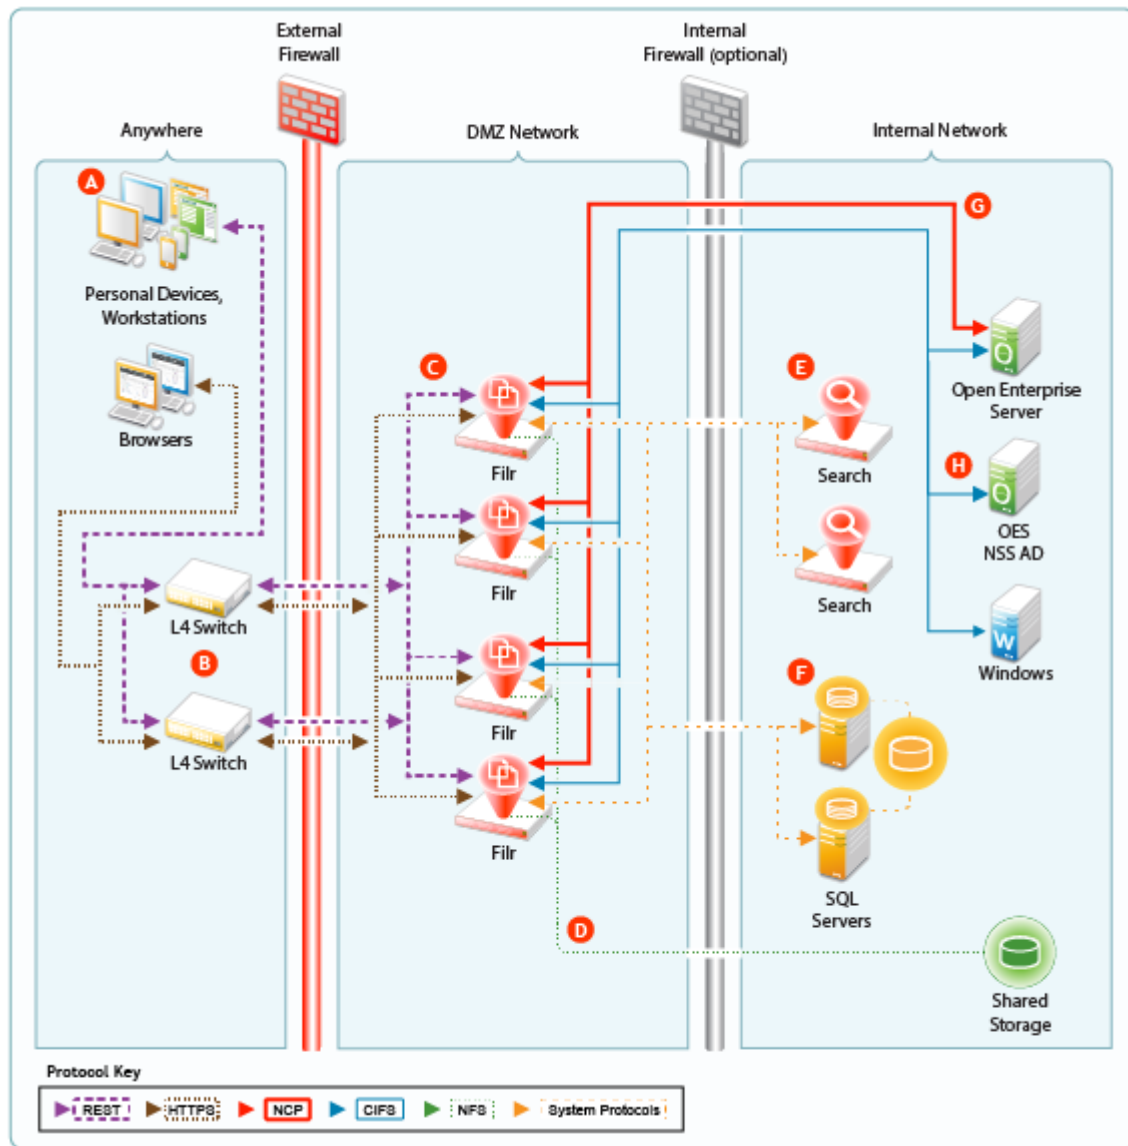 External
Firewall
Internal
Firewall (optional)
Anywhere
DMZ Network
Internal Network
A
G
Personal Devices,
Workstations
C
E
O
Open Enterprise
Server
Browsers
Filr
Search
H
O
OES
NSS AD
Filr
Search
L4 Switch
W
Windows
B
F
Filr
L4 Switch
Filr
SQL
Servers
D
Shared
Storage
Protocol Key
REST
HTTPS
NCP
CIFS
NFS
System Protocols